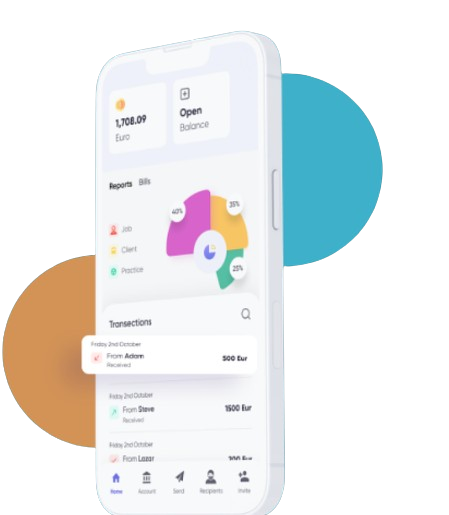 1,708.09
Euro
Open
Balance
Reports Bills
40%
35%
Job
Client
25%
Practice
Transections
Friday 2nd October
From Adam
500 Eur
Received
Friday 2nd October
From Steve
1500 Eur
Received
Friday 2nd October
From Lazar
200 Eur
Home Account Send Recipients Invite